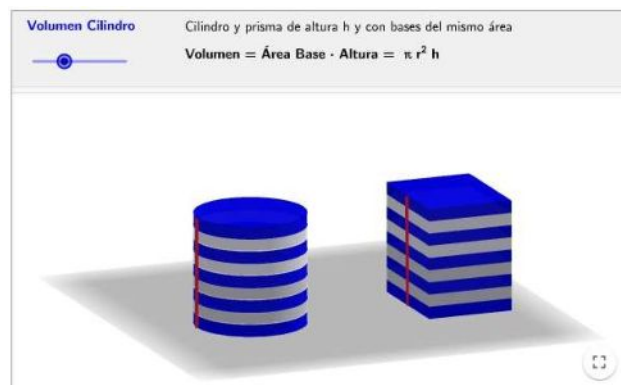 Volumen Cilindro
Cilindro y prisma de altura h y con bases del mismo área
Volumen = Área Base · Altura = π r² h